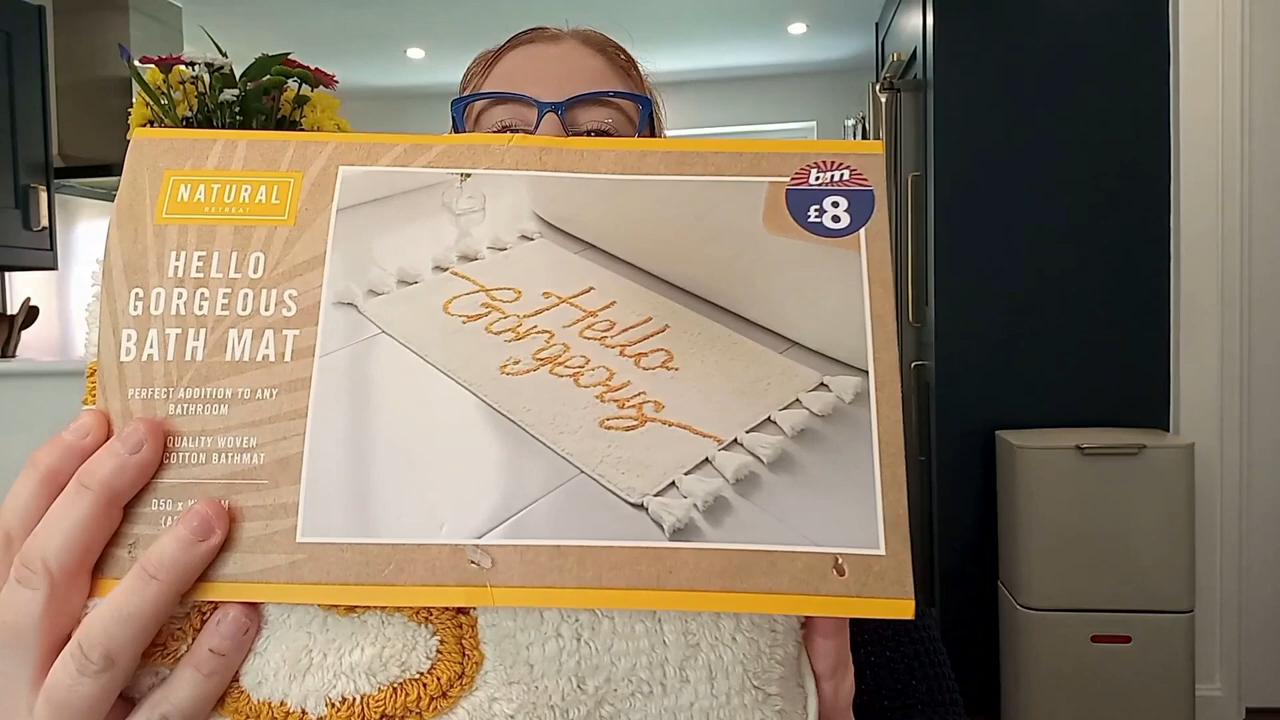 NATURAL
RETREAT
HELLO
GORGEOUS
BATH MAT
PERFECT ADDITION TO ANY
BATHROOM
QUALITY WOVEN
COTTON BATHMAT
D50 x
Hello
Gorgeous
bm
£8